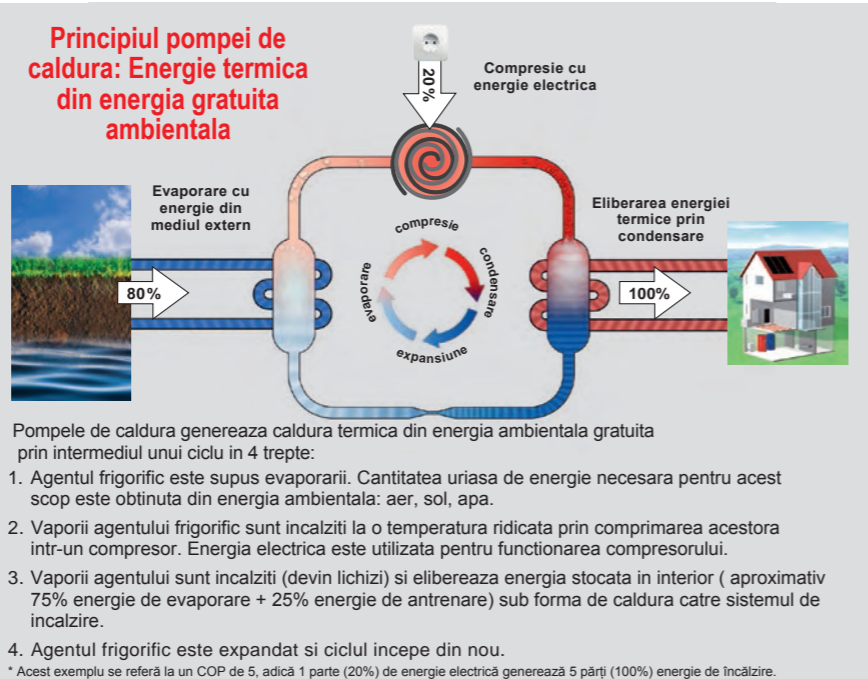 Principiul pompei de
caldura: Energie termica
din energia gratuita
ambientala
20 %
Compresie cu
energie electrica
Evaporare cu
energie din
mediul extern
Eliberarea energiei
termice prin
condensare
80%
100%
compresie
condensare
expansiune
evaporare
Pompele de caldura genereaza caldura termica din energia ambientala gratuita
prin intermediul unui ciclu in 4 trepte:
1. Agentul frigorific este supus evaporarii. Cantitatea uriasa de energie necesara pentru acest
scop este obtinuta din energia ambientala: aer, sol, apa.
2. Vaporii agentului frigorific sunt incalziti la o temperatura ridicata prin comprimarea acestora
intr-un compresor. Energia electrica este utilizata pentru functionarea compresorului.
3. Vaporii agentului sunt incalziti (devin lichizi) si elibereaza energia stocata in interior ( aproximativ
75% energie de evaporare + 25% energie de antrenare) sub forma de caldura catre sistemul de
incalzire.
4. Agentul frigorific este expandat si ciclul incepe din nou.
* Acest exemplu se referă la un COP de 5, adică 1 parte (20%) de energie electrică generează 5 părți (100%) energie de încălzire.